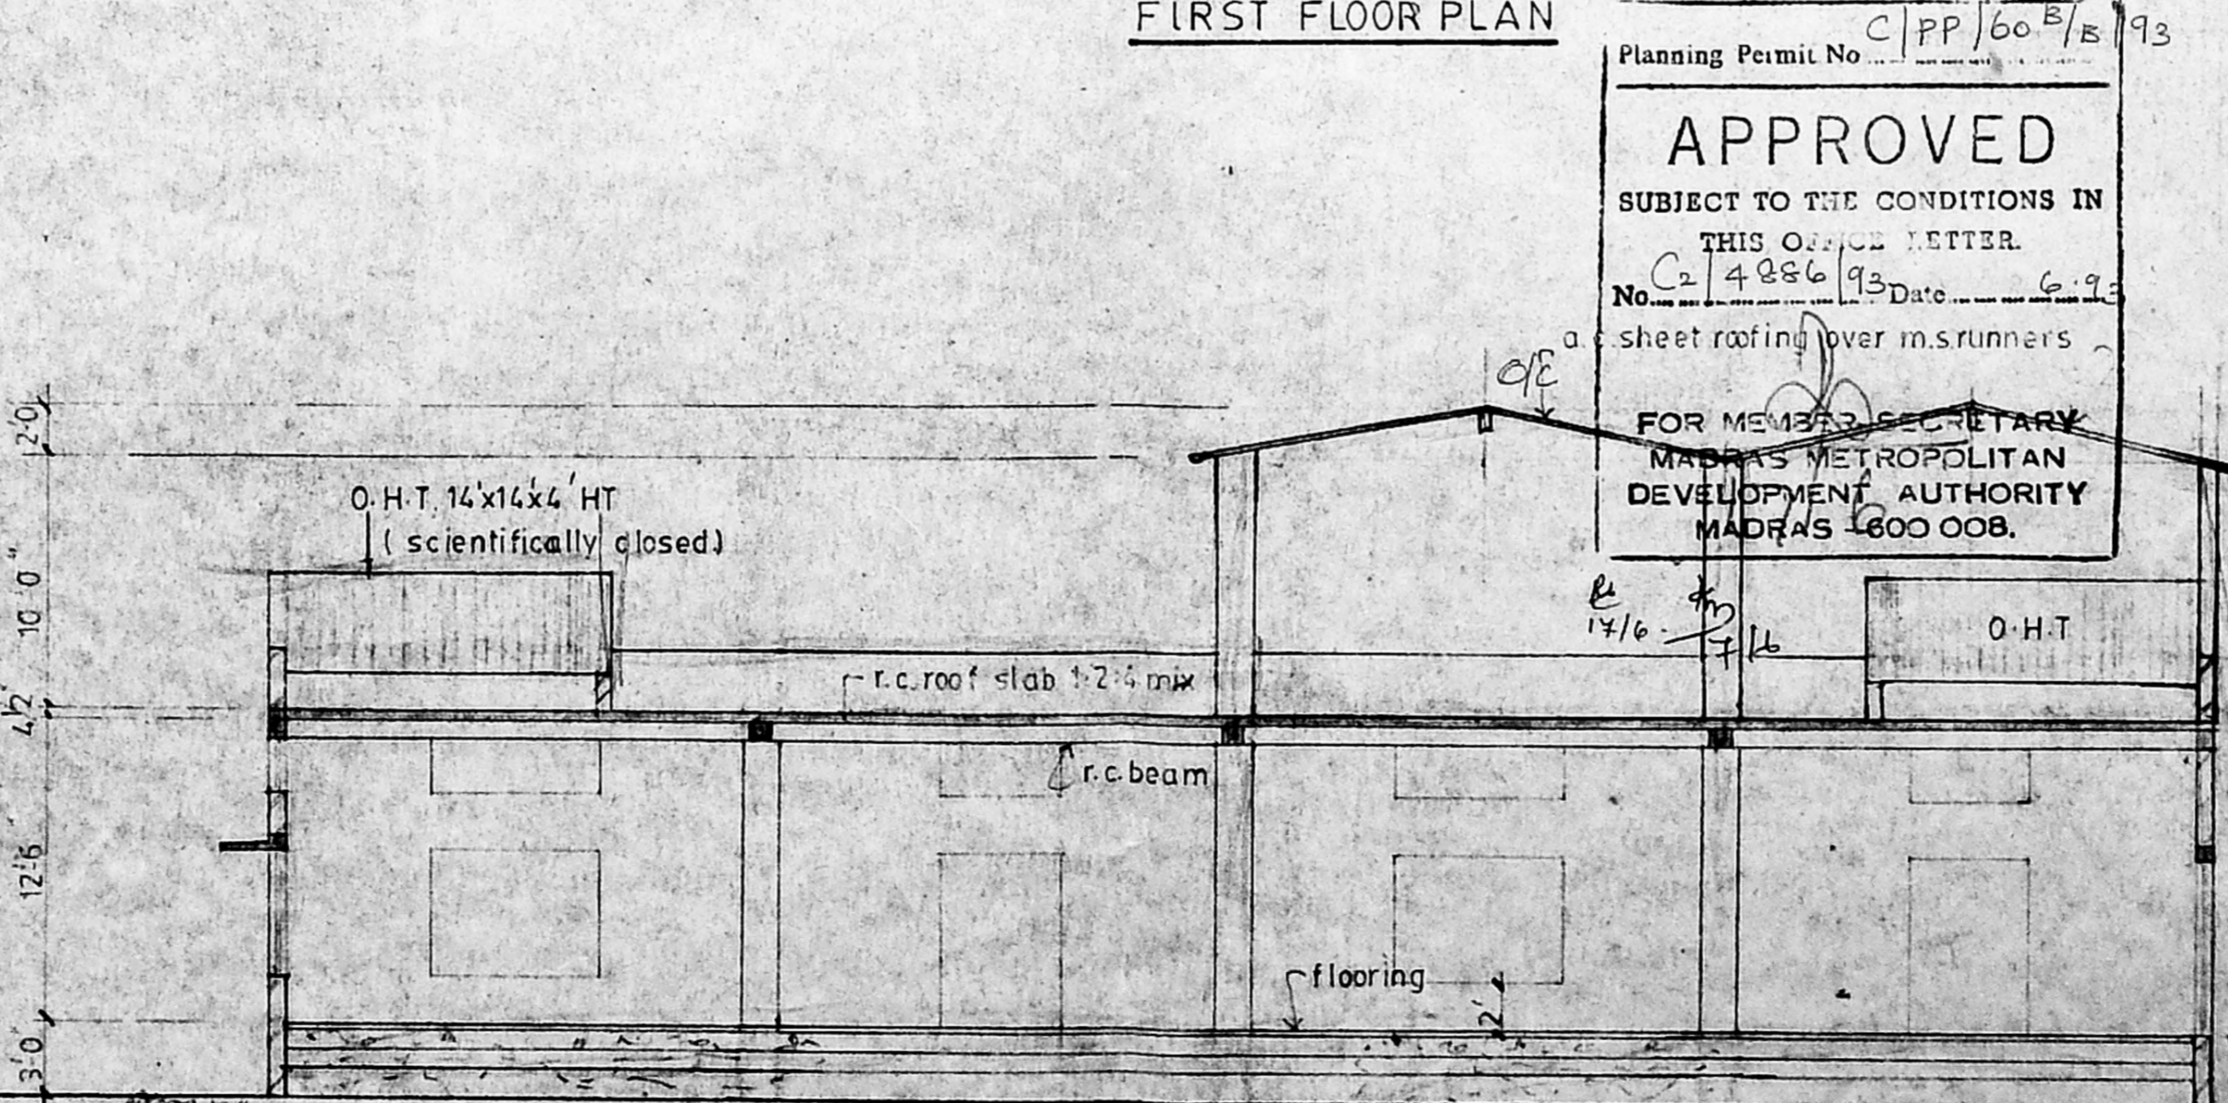 FIRST FLOOR PLAN
Planning Permit No C/PP/60 B/B/93
APPROVED
SUBJECT TO THE CONDITIONS IN
THIS OFFICE LETTER.
No. C2/4886/93 Date 6.93
a.c. sheet roofing over m.s.runners
FOR MEMBER SECRETARY
MADRAS METROPOLITAN
DEVELOPMENT AUTHORITY
MADRAS-600 008.
2'.0"
O.H.T. 14'x14'x4' HT
(scientifically closed)
10'0"
17/6
O.H.T
r.c.roof slab 1:2:4 mix
4½"
r.c.beam
12'.6
flooring
2'
3'.0"